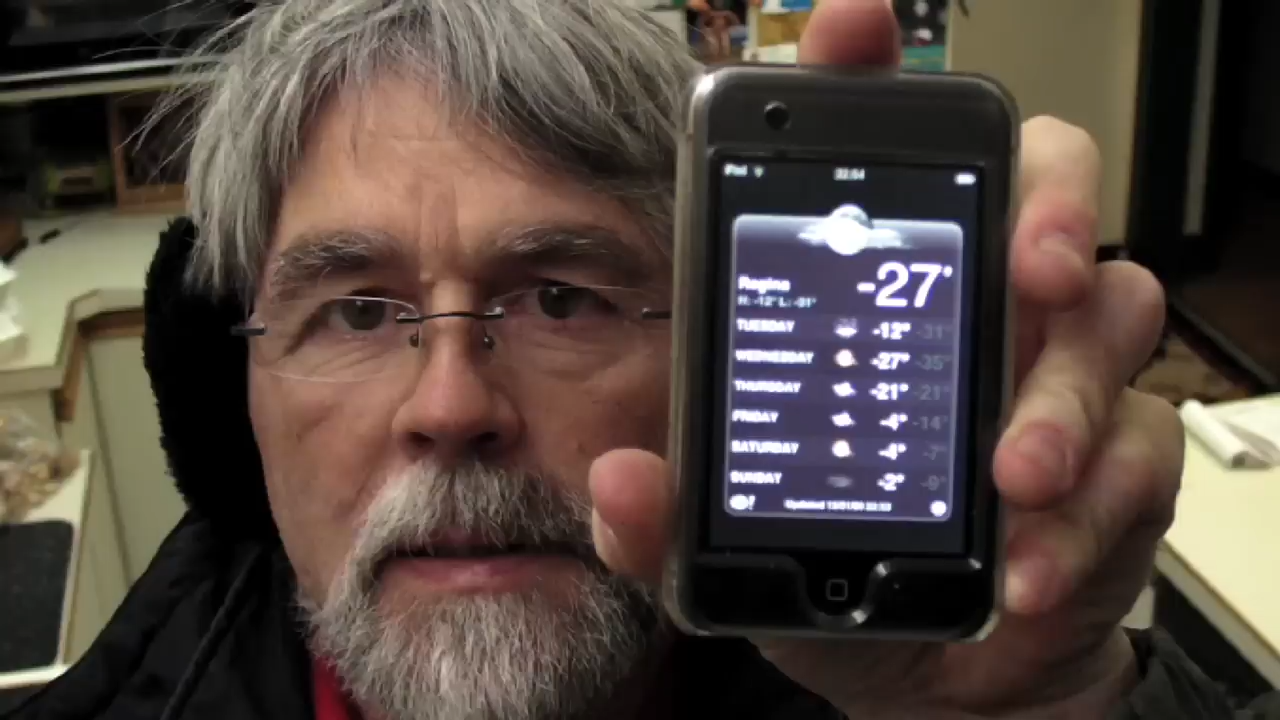 iPod 22:54
-27°
Regina
H: -12° L: -31°
TUESDAY -12° -31°
WEDNESDAY -27° -35°
THURSDAY -21° -21°
FRIDAY -4° -14°
SATURDAY -4° -7°
SUNDAY -2° -9°
Updated